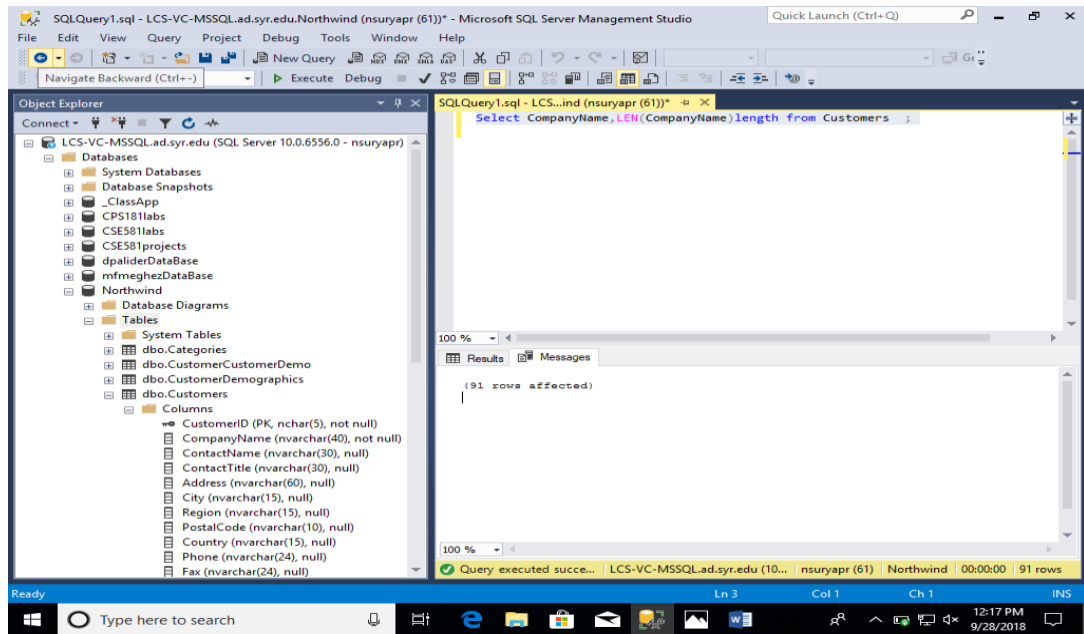 SQLQuery1.sql - LCS-VC-MSSQL.ad.syr.edu.Northwind (nsuryapr (61))* - Microsoft SQL Server Management Studio
Quick Launch (Ctrl+Q)
File Edit View Query Project Debug Tools Window Help
New Query
Navigate Backward (Ctrl+-)
Execute Debug
Object Explorer
SQLQuery1.sql - LCS...ind (nsuryapr (61))*
Connect
Select CompanyName,LEN(CompanyName)length from Customers ;
LCS-VC-MSSQL.ad.syr.edu (SQL Server 10.0.6556.0 - nsuryapr)
Databases
System Databases
Database Snapshots
_ClassApp
CPS181labs
CSE581labs
CSE581projects
dpaliderDataBase
mfmeghezDataBase
Northwind
Database Diagrams
Tables
System Tables
dbo.Categories
dbo.CustomerCustomerDemo
dbo.CustomerDemographics
dbo.Customers
Columns
CustomerID (PK, nchar(5), not null)
CompanyName (nvarchar(40), not null)
ContactName (nvarchar(30), null)
ContactTitle (nvarchar(30), null)
Address (nvarchar(60), null)
City (nvarchar(15), null)
Region (nvarchar(15), null)
PostalCode (nvarchar(10), null)
Country (nvarchar(15), null)
Phone (nvarchar(24), null)
Fax (nvarchar(24), null)
100 %
Results Messages
(91 rows affected)
100 %
Query executed succe... LCS-VC-MSSQL.ad.syr.edu (10... nsuryapr (61) Northwind 00:00:00 91 rows
Ready Ln 3 Col 1 Ch 1 INS
Type here to search
12:17 PM
9/28/2018